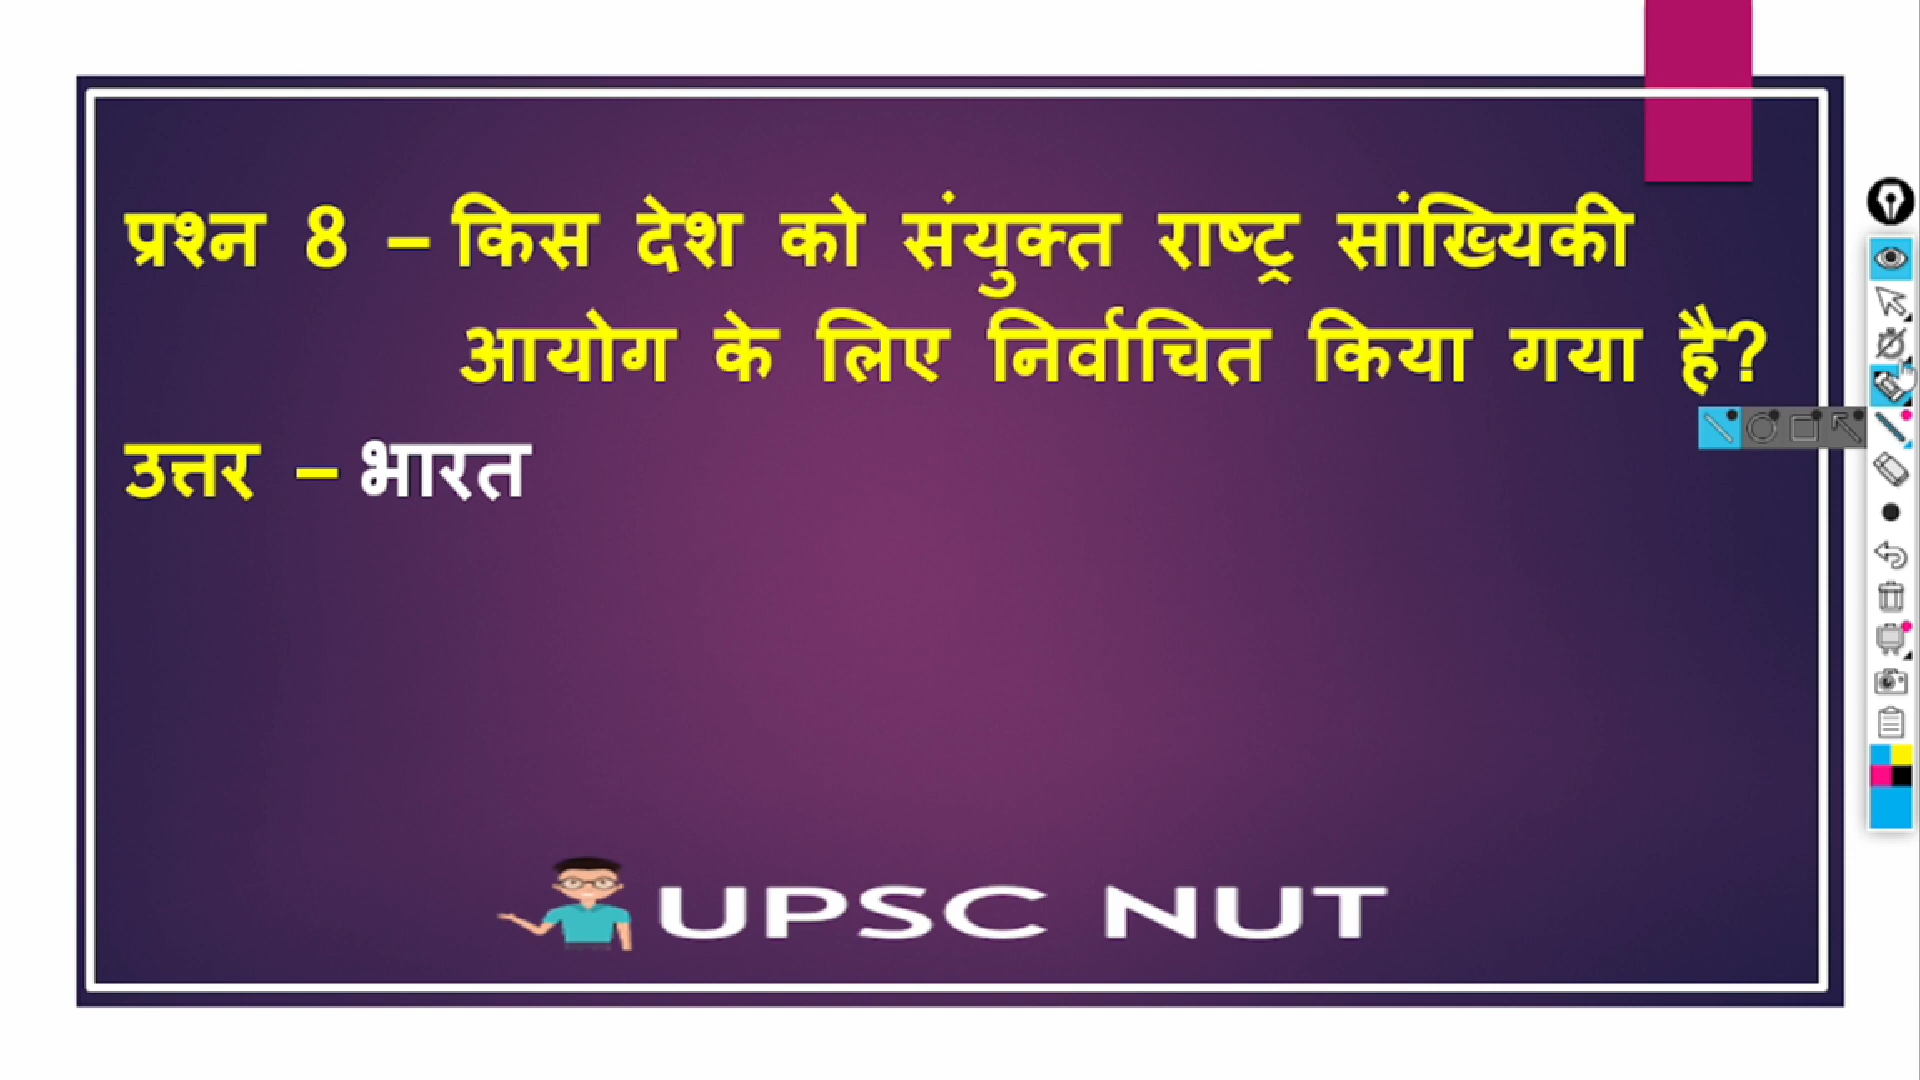 प्रश्न 8 – किस देश को संयुक्त राष्ट्र सांख्यिकी
आयोग के लिए निर्वाचित किया गया है?
उत्तर – भारत
UPSC NUT